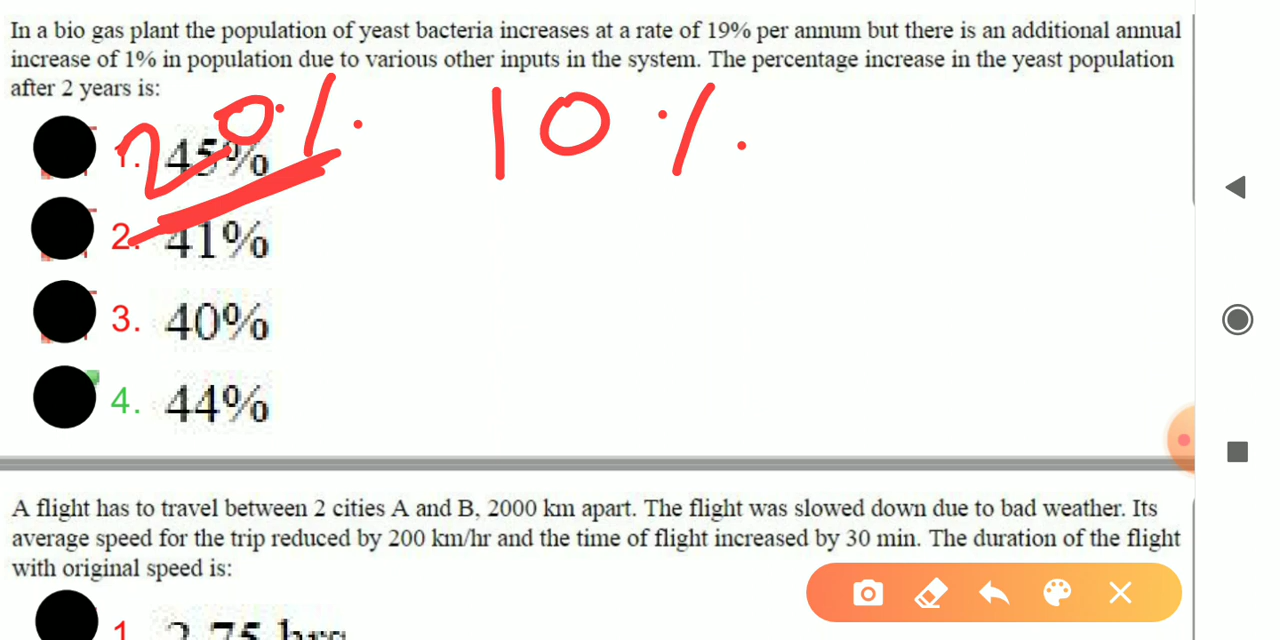 In a bio gas plant the population of yeast bacteria increases at a rate of 19% per annum but there is an additional annual
increase of 1% in population due to various other inputs in the system. The percentage increase in the yeast population
after 2 years is:
20% 10%
1. 45%
2. 41%
3. 40%
4. 44%
A flight has to travel between 2 cities A and B, 2000 km apart. The flight was slowed down due to bad weather. Its
average speed for the trip reduced by 200 km/hr and the time of flight increased by 30 min. The duration of the flight
with original speed is:
1. 2.75 hrs